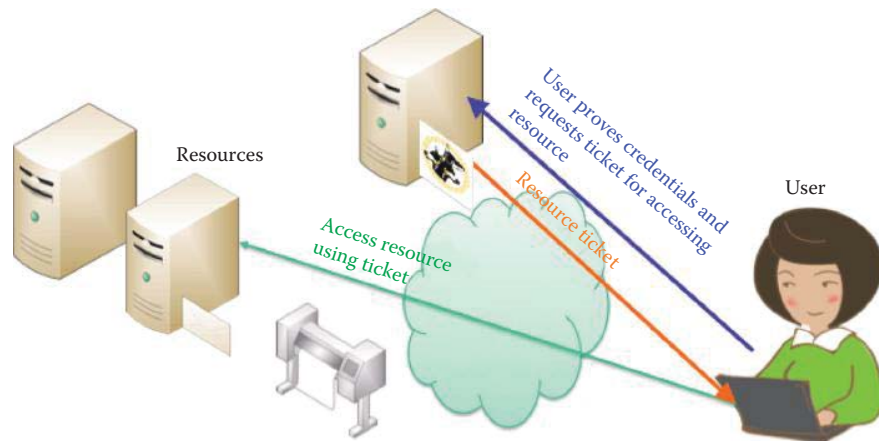 User proves credentials and
requests ticket for accessing
resource
Resources
User
Resource ticket
Access resource
using ticket